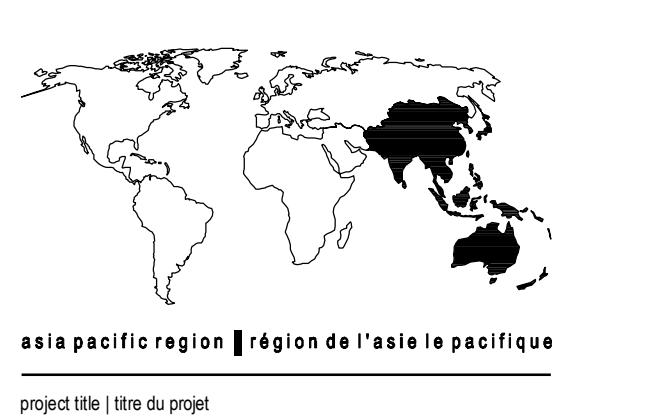 asia pacific region ▌région de l'asie le pacifique
project title | titre du projet